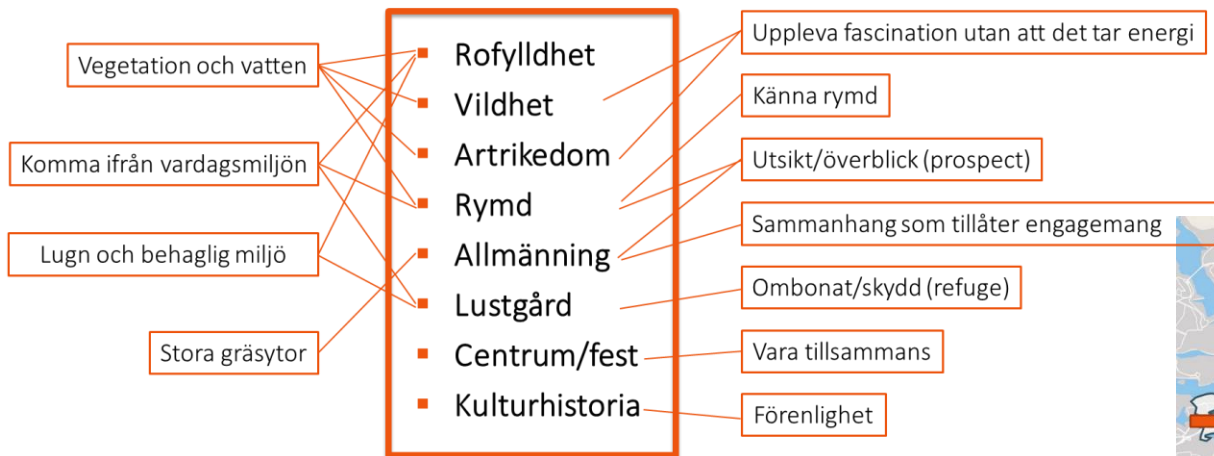 Vegetation och vatten
Komma ifrån vardagsmiljön
Lugn och behaglig miljö
Stora gräsytor
Rofylldhet
Vildhet
Artrikedom
Rymd
Allmänning
Lustgård
Centrum/fest
Kulturhistoria
Uppleva fascination utan att det tar energi
Känna rymd
Utsikt/överblick (prospect)
Sammanhang som tillåter engagemang
Ombonat/skydd (refuge)
Vara tillsammans
Förenlighet